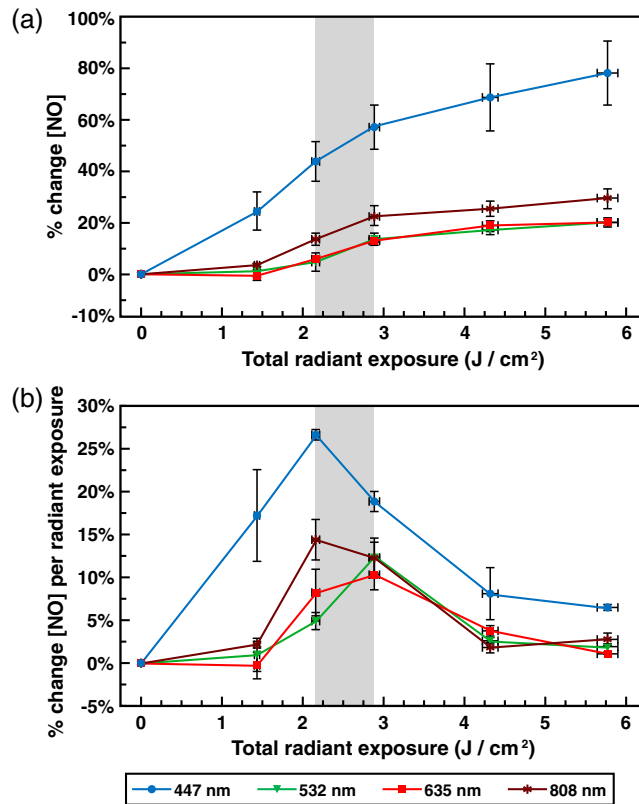 (a)
% change [NO]
100%
80%
60%
40%
20%
0%
-10%
0 1 2 3 4 5 6
Total radiant exposure (J / cm²)
(b)
% change [NO] per radiant exposure
30%
25%
20%
15%
10%
5%
0%
-5%
0 1 2 3 4 5 6
Total radiant exposure (J / cm²)
447 nm 532 nm 635 nm 808 nm